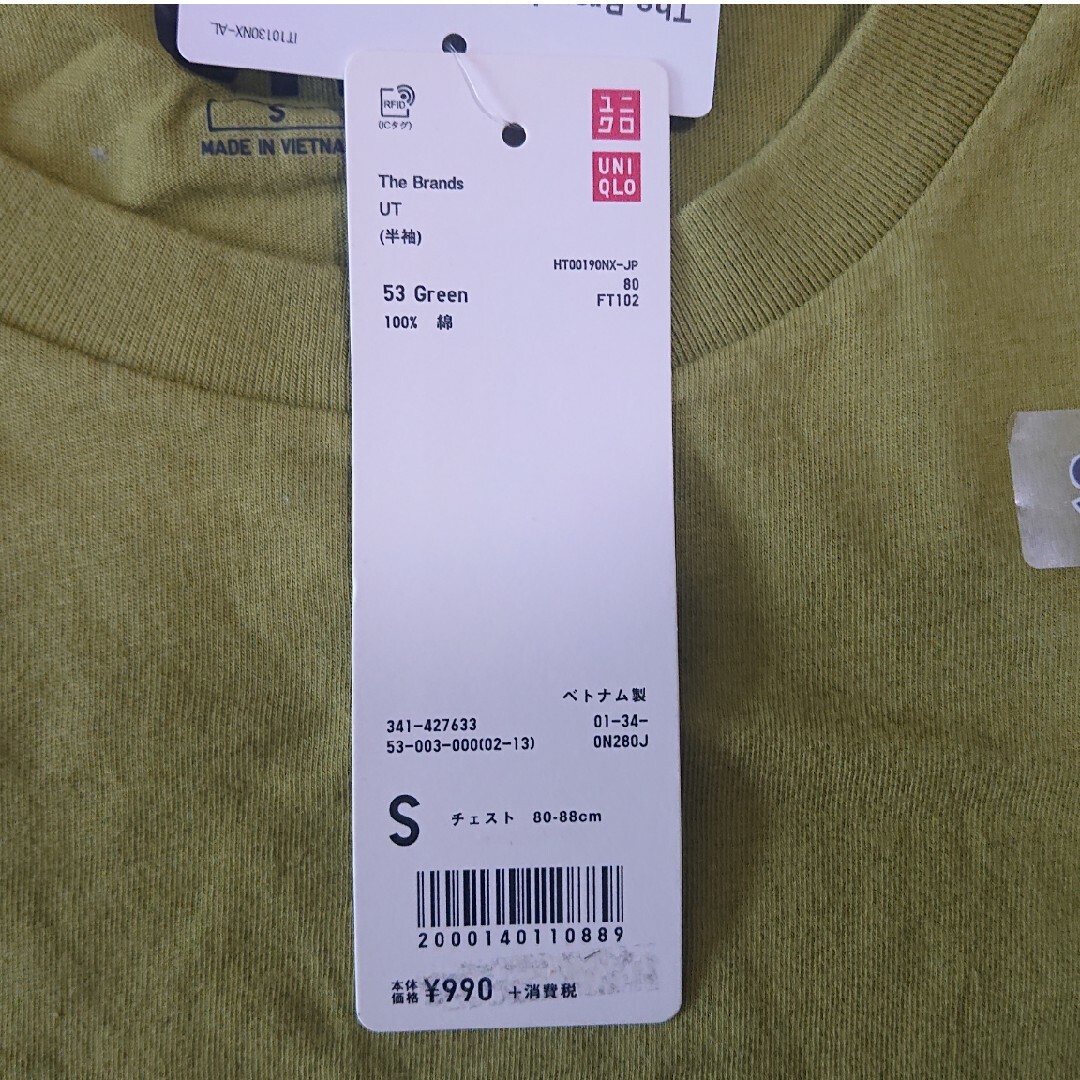 IT10130NX-AL
The
S
MADE IN VIETNA
RFID
(ICタグ)
ユニ
クロ
UNI
QLO
The Brands
UT
(半袖)
HT00190NX-JP
80
FT102
53 Green
100% 綿
ベトナム製
341-427633
01-34-
53-003-000(02-13)
0N280J
S
チェスト 80-88cm
2000140110889
本体
価格 ¥990 +消費税